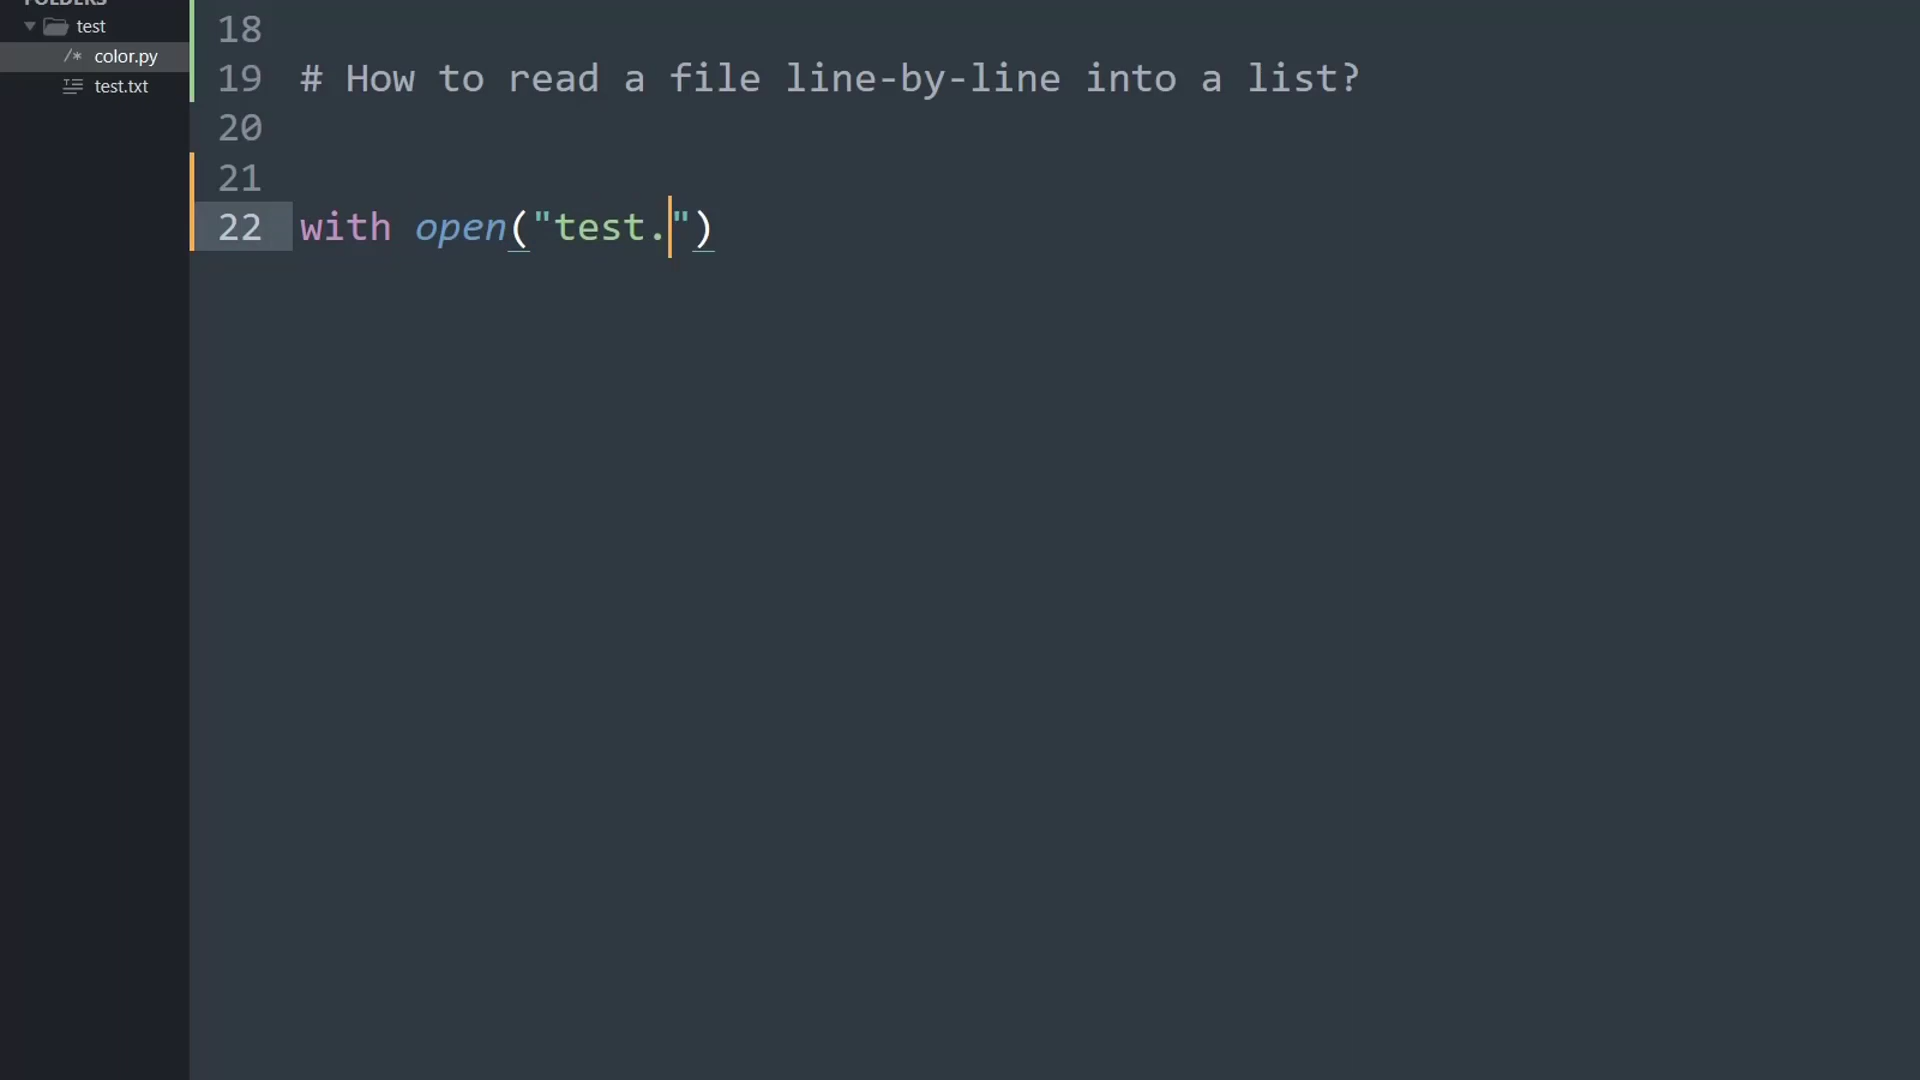 FOLDERS
test
color.py
test.txt
18
19 # How to read a file line-by-line into a list?
20
21
22 with open("test.")